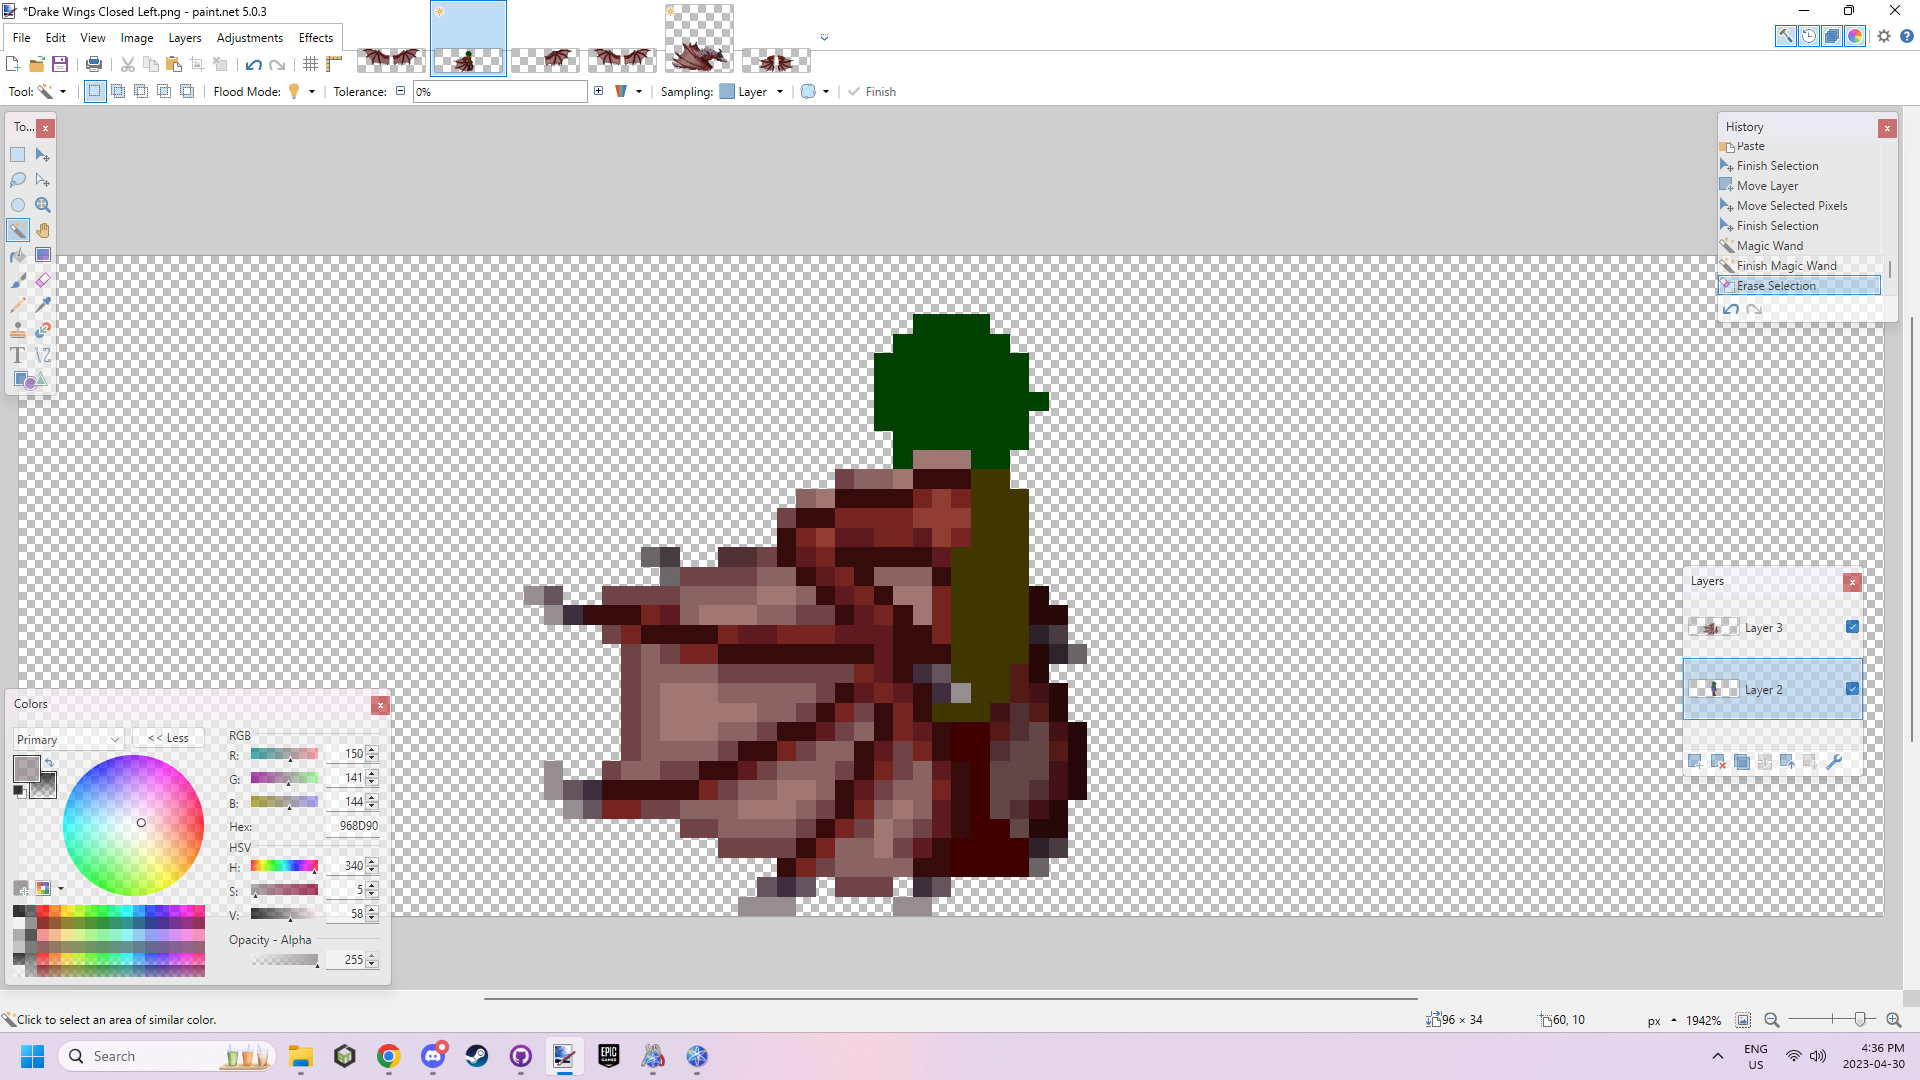 *Drake Wings Closed Left.png - paint.net 5.0.3
File Edit View Image Layers Adjustments Effects
Tool: Flood Mode: Tolerance: 0% Sampling: Layer Finish
To...
History
Paste
Finish Selection
Move Layer
Move Selected Pixels
Finish Selection
Magic Wand
Finish Magic Wand
Erase Selection
Layers
Layer 3
Layer 2
Colors
Primary << Less
RGB
R: 150
G: 141
B: 144
Hex: 968D90
HSV
H: 340
S: 5
V: 58
Opacity - Alpha
255
Click to select an area of similar color.
96 × 34
60, 10
px
1942%
Search
EPIC GAMES
ENG
US
4:36 PM
2023-04-30